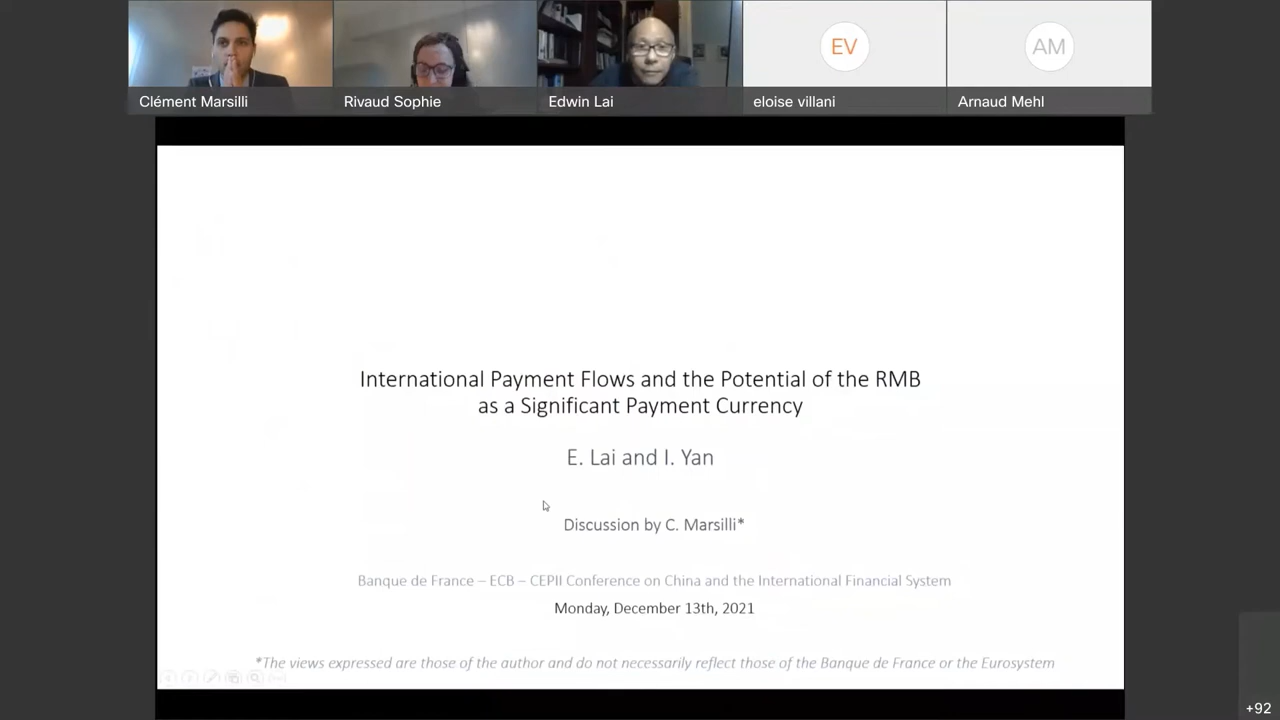 Clément Marsilli
Rivaud Sophie
Edwin Lai
EV
eloise villani
AM
Arnaud Mehl
International Payment Flows and the Potential of the RMB
as a Significant Payment Currency
E. Lai and I. Yan
Discussion by C. Marsilli*
Banque de France – ECB – CEPII Conference on China and the International Financial System
Monday, December 13th, 2021
*The views expressed are those of the author and do not necessarily reflect those of the Banque de France or the Eurosystem
+92